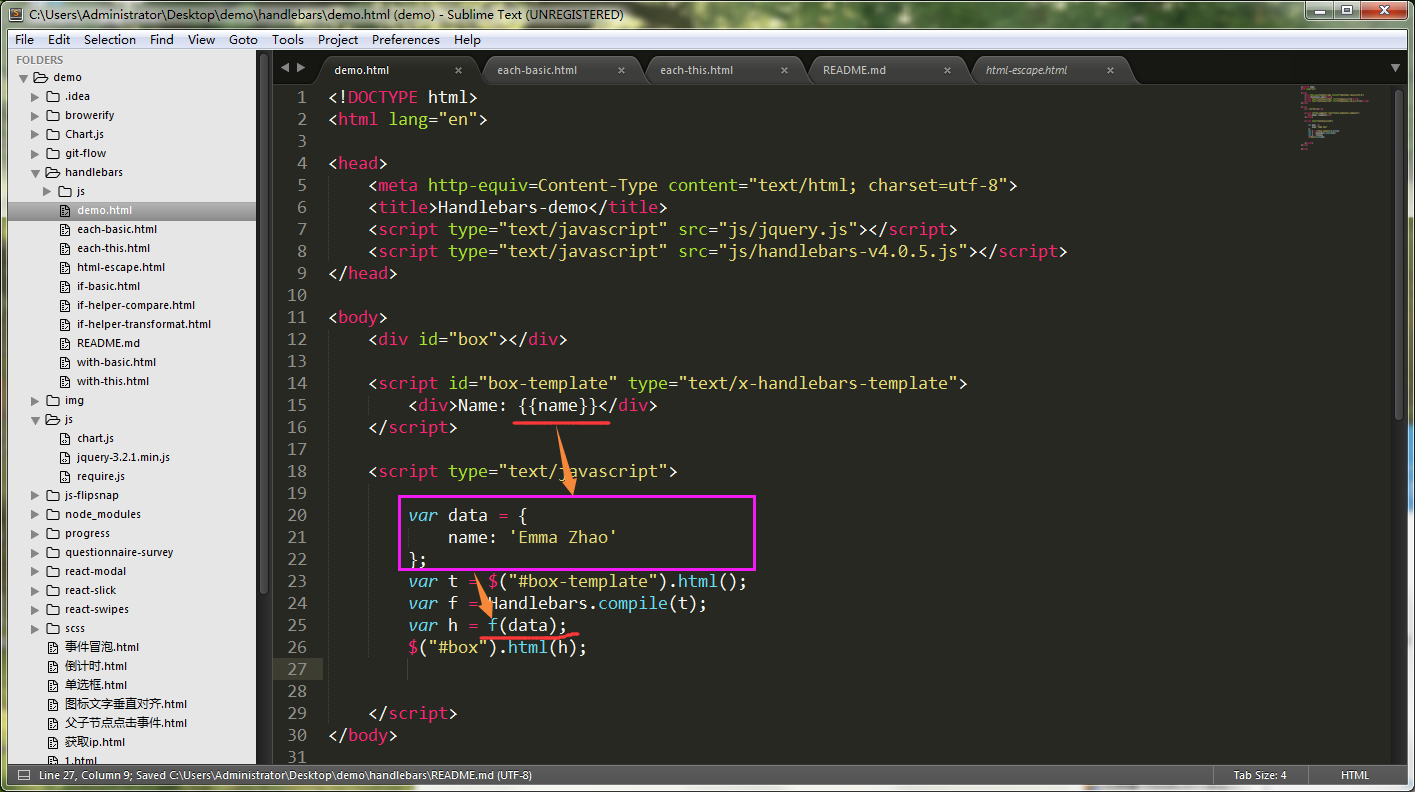 C:\Users\Administrator\Desktop\demo\handlebars\demo.html (demo) - Sublime Text (UNREGISTERED)
File Edit Selection Find View Goto Tools Project Preferences Help
FOLDERS
demo
.idea
browerify
Chart.js
git-flow
handlebars
js
demo.html
each-basic.html
each-this.html
html-escape.html
if-basic.html
if-helper-compare.html
if-helper-transformat.html
README.md
with-basic.html
with-this.html
img
js
chart.js
jquery-3.2.1.min.js
require.js
js-flipsnap
node_modules
progress
questionnaire-survey
react-modal
react-slick
react-swipes
scss
事件冒泡.html
倒计时.html
单选框.html
图标文字垂直对齐.html
父子节点点击事件.html
获取ip.html
1.html
demo.html each-basic.html each-this.html README.md html-escape.html
1 <!DOCTYPE html>
2 <html lang="en">
3
4 <head>
5 <meta http-equiv=Content-Type content="text/html; charset=utf-8">
6 <title>Handlebars-demo</title>
7 <script type="text/javascript" src="js/jquery.js"></script>
8 <script type="text/javascript" src="js/handlebars-v4.0.5.js"></script>
9 </head>
10
11 <body>
12 <div id="box"></div>
13
14 <script id="box-template" type="text/x-handlebars-template">
15 <div>Name: {{name}}</div>
16 </script>
17
18 <script type="text/javascript">
19
20 var data = {
21 name: 'Emma Zhao'
22 };
23 var t = $("#box-template").html();
24 var f = Handlebars.compile(t);
25 var h = f(data);
26 $("#box").html(h);
27
28
29 </script>
30 </body>
31
Line 27, Column 9; Saved C:\Users\Administrator\Desktop\demo\handlebars\README.md (UTF-8) Tab Size: 4 HTML